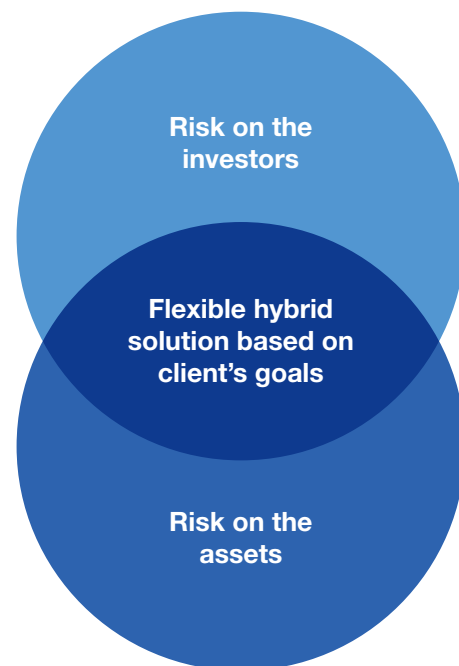 Risk on the
investors
Flexible hybrid
solution based on
client’s goals
Risk on the
assets